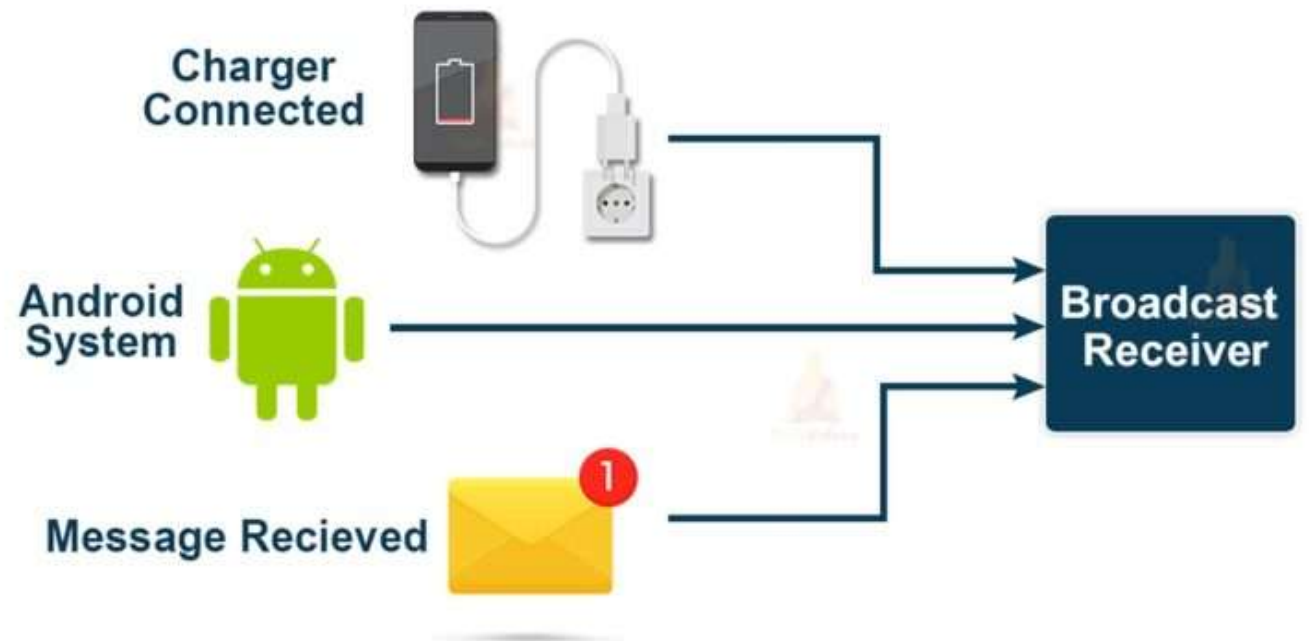 Charger
Connected
Android
System
Broadcast
Receiver
Message Recieved
1